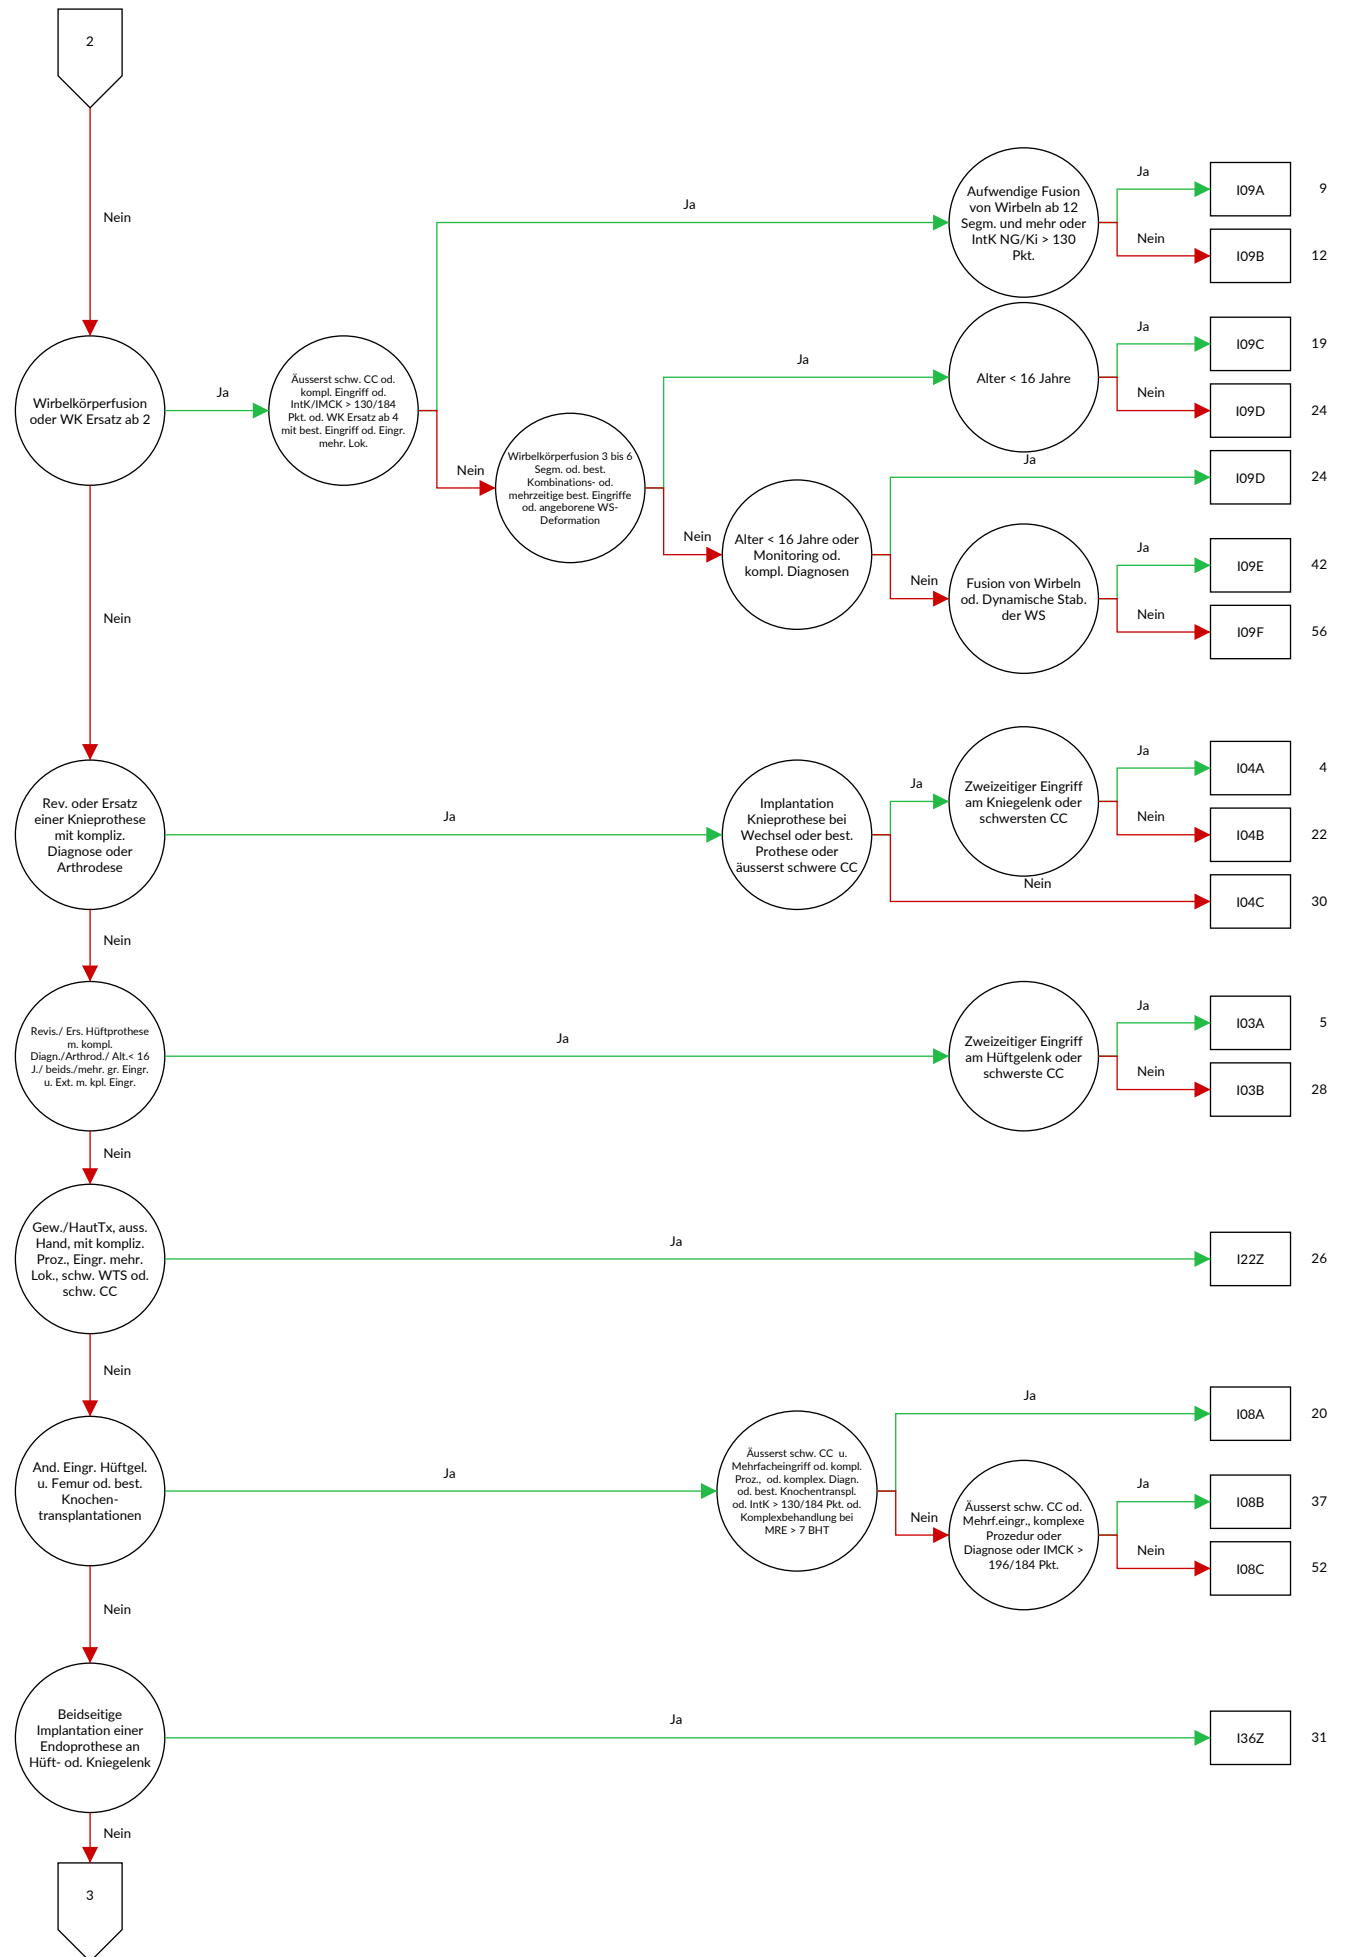 2
Nein
Wirbelkörperfusion
oder WK Ersatz ab 2
Ja
Äusserst schw. CC od.
kompl. Eingriff od.
IntK/IMCK > 130/184
Pkt. od. WK Ersatz ab 4
mit best. Eingriff od. Eingr.
mehr. Lok.
Ja
Aufwendige Fusion
von Wirbeln ab 12
Segm. und mehr oder
IntK NG/Ki > 130
Pkt.
Ja
I09A
9
Nein
I09B
12
Nein
Wirbelkörperfusion 3 bis 6
Segm. od. best.
Kombinations- od.
mehrzeitige best. Eingriffe
od. angeborene WS-
Deformation
Ja
Alter < 16 Jahre
Ja
I09C
19
Nein
I09D
24
Nein
Alter < 16 Jahre oder
Monitoring od.
kompl. Diagnosen
Ja
I09D
24
Nein
Fusion von Wirbeln
od. Dynamische Stab.
der WS
Ja
I09E
42
Nein
I09F
56
Nein
Rev. oder Ersatz
einer Knieprothese
mit kompliz.
Diagnose oder
Arthrodese
Ja
Implantation
Knieprothese bei
Wechsel oder best.
Prothese oder
äusserst schwere CC
Ja
Zweizeitiger Eingriff
am Kniegelenk oder
schwersten CC
Ja
I04A
4
Nein
I04B
22
Nein
I04C
30
Nein
Revis./ Ers. Hüftprothese
m. kompl.
Diagn./Arthrod./ Alt.< 16
J./ beids./mehr. gr. Eingr.
u. Ext. m. kpl. Eingr.
Ja
Zweizeitiger Eingriff
am Hüftgelenk oder
schwerste CC
Ja
I03A
5
Nein
I03B
28
Nein
Gew./HautTx, auss.
Hand, mit kompliz.
Proz., Eingr. mehr.
Lok., schw. WTS od.
schw. CC
Ja
I22Z
26
Nein
And. Eingr. Hüftgel.
u. Femur od. best.
Knochen-
transplantationen
Ja
Äusserst schw. CC u.
Mehrfacheingriff od. kompl.
Proz., od. komplex. Diagn.
od. best. Knochentranspl.
od. IntK > 130/184 Pkt. od.
Komplexbehandlung bei
MRE > 7 BHT
Ja
I08A
20
Nein
Äusserst schw. CC od.
Mehrf.eingr., komplexe
Prozedur oder
Diagnose oder IMCK >
196/184 Pkt.
Ja
I08B
37
Nein
I08C
52
Nein
Beidseitige
Implantation einer
Endoprothese an
Hüft- od. Kniegelenk
Ja
I36Z
31
Nein
3